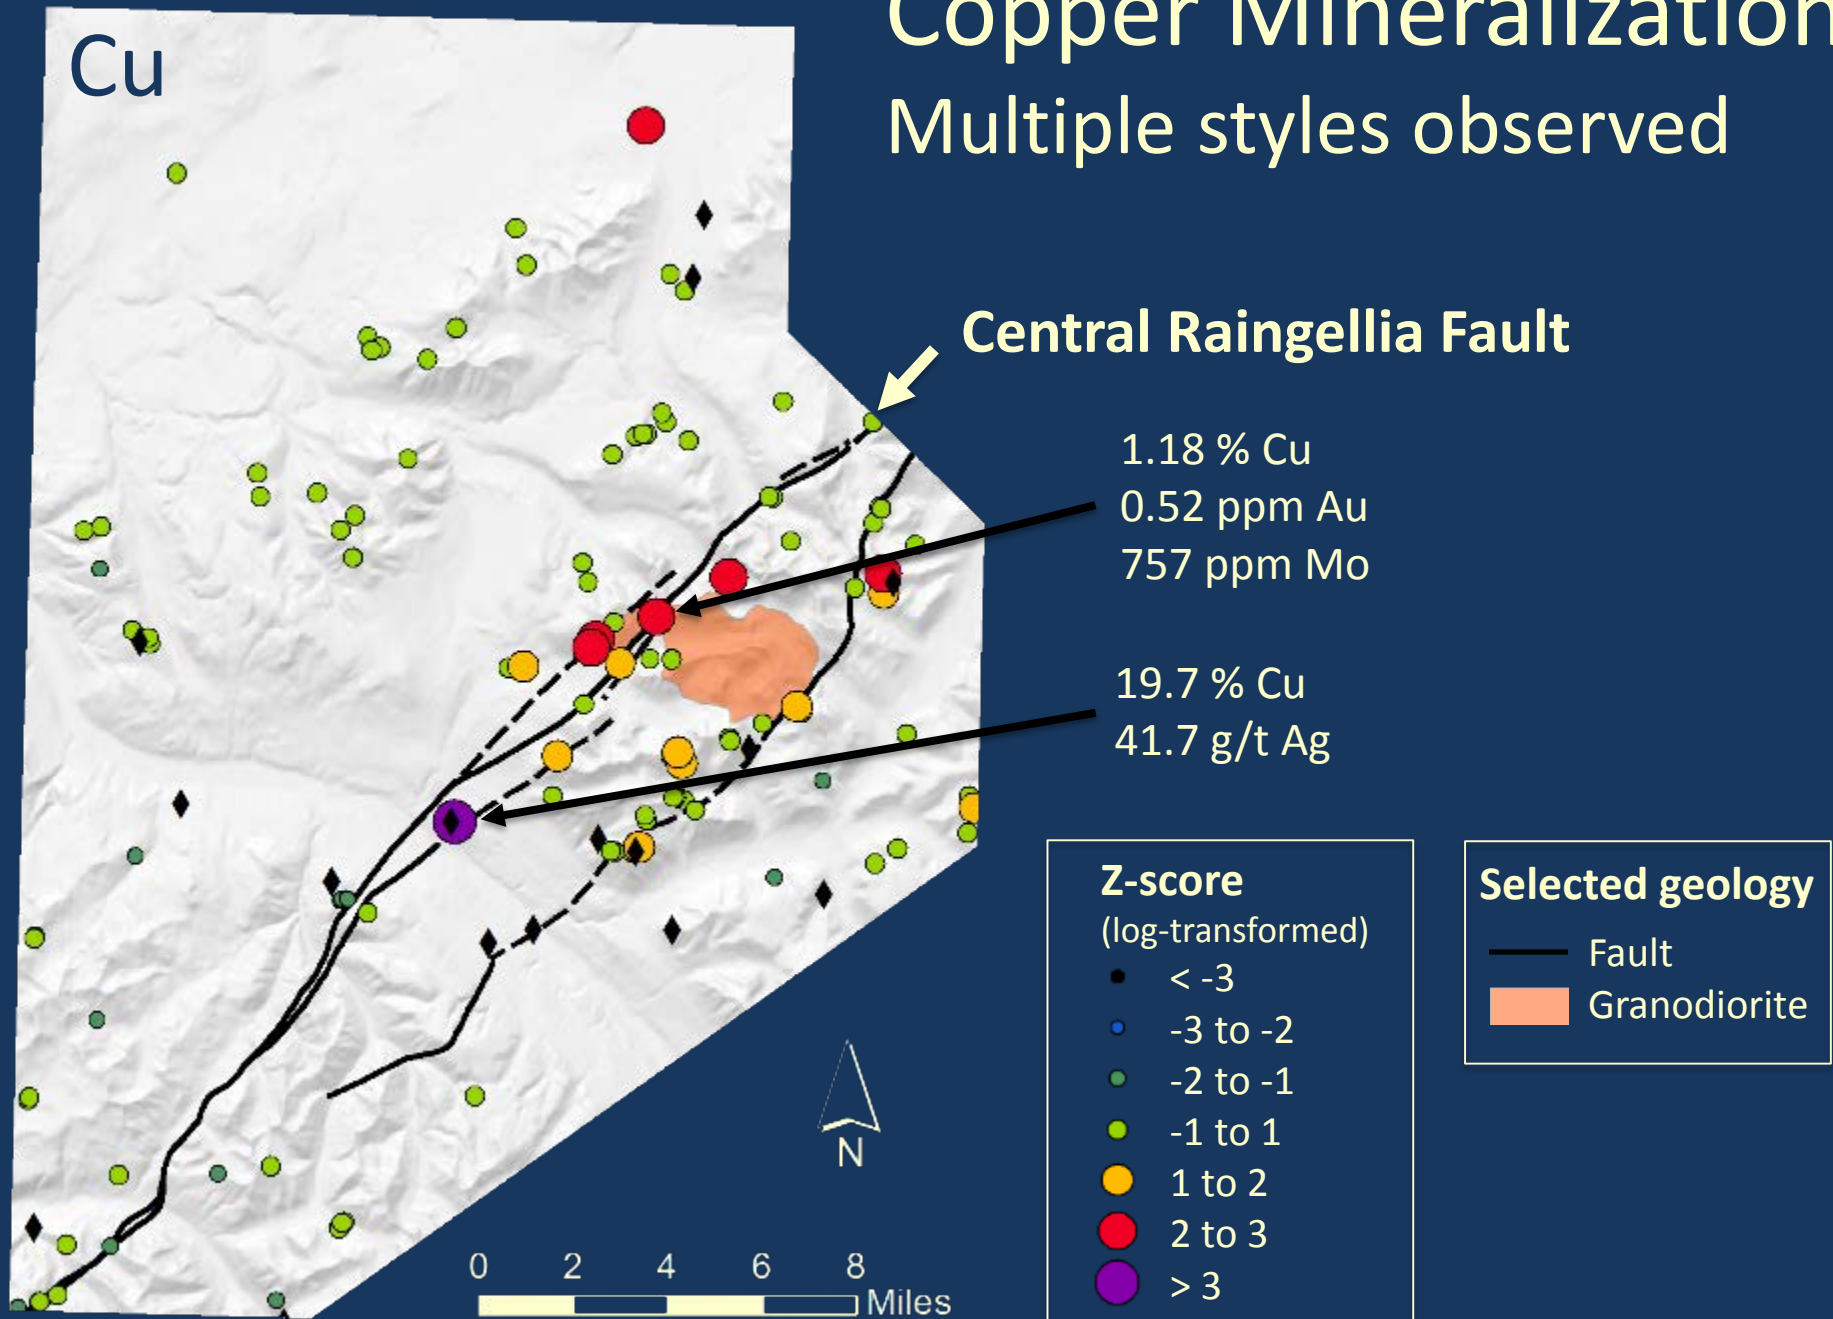 Cu
Copper Mineralization
Multiple styles observed
Central Raingellia Fault
1.18 % Cu
0.52 ppm Au
757 ppm Mo
19.7 % Cu
41.7 g/t Ag
Z-score
(log-transformed)
< -3
-3 to -2
-2 to -1
-1 to 1
1 to 2
2 to 3
> 3
Selected geology
Fault
Granodiorite
N
0 2 4 6 8
Miles